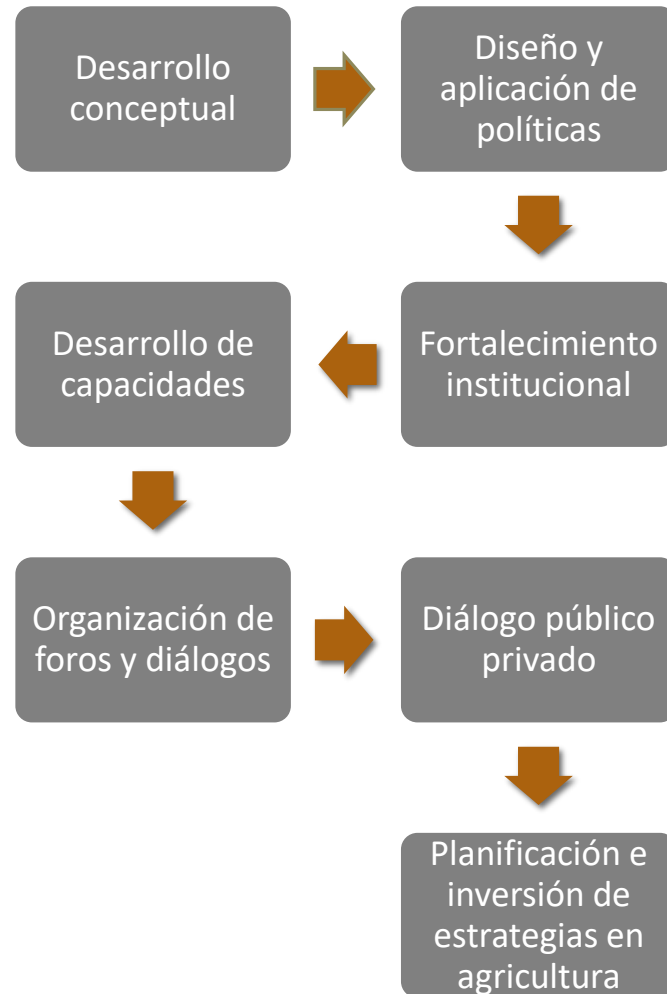 Desarrollo
conceptual
Diseño y
aplicación de
políticas
Fortalecimiento
institucional
Desarrollo de
capacidades
Organización de
foros y diálogos
Diálogo público
privado
Planificación e
inversión de
estrategias en
agricultura